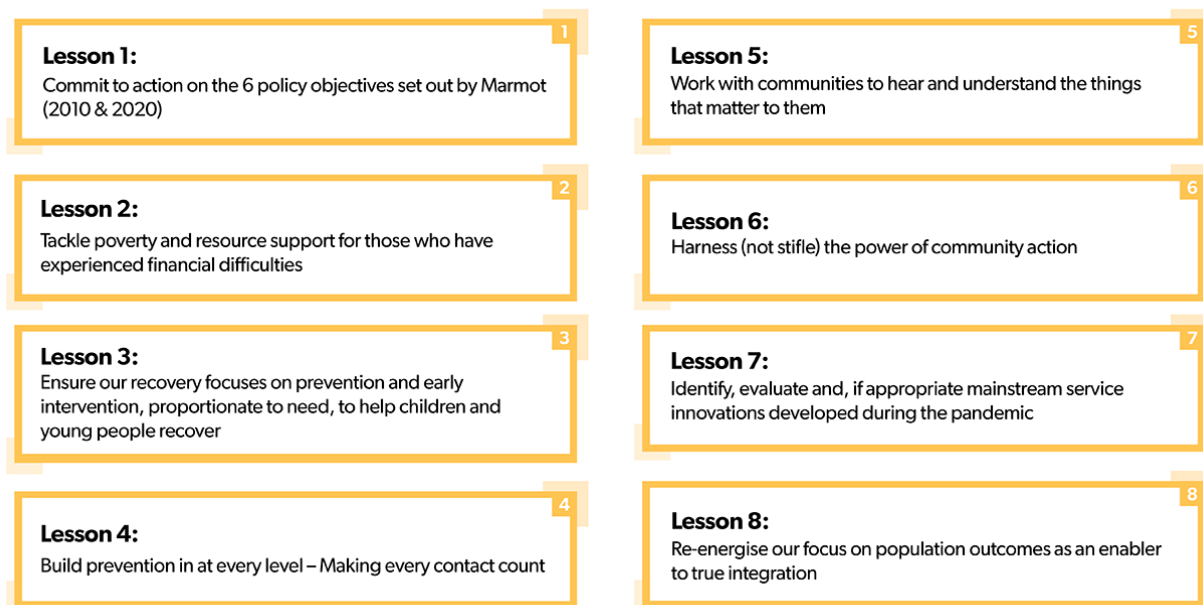 1
Lesson 1:
Commit to action on the 6 policy objectives set out by Marmot
(2010 & 2020)
2
Lesson 2:
Tackle poverty and resource support for those who have
experienced financial difficulties
3
Lesson 3:
Ensure our recovery focuses on prevention and early
intervention, proportionate to need, to help children and
young people recover
4
Lesson 4:
Build prevention in at every level – Making every contact count
5
Lesson 5:
Work with communities to hear and understand the things
that matter to them
6
Lesson 6:
Harness (not stifle) the power of community action
7
Lesson 7:
Identify, evaluate and, if appropriate mainstream service
innovations developed during the pandemic
8
Lesson 8:
Re-energise our focus on population outcomes as an enabler
to true integration